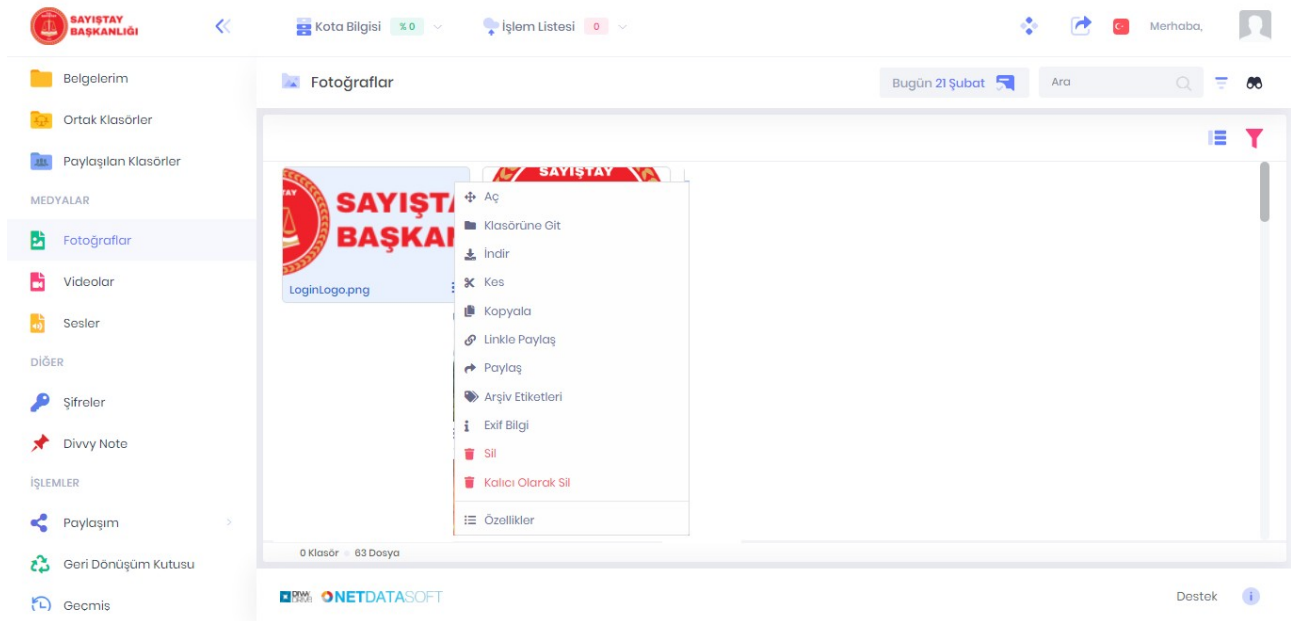 SAYIŞTAY
BAŞKANLIĞI
Kota Bilgisi % 0
İşlem Listesi 0
Merhaba,
Belgelerim
Ortak Klasörler
Paylaşılan Klasörler
MEDYALAR
Fotoğraflar
Videolar
Sesler
DİĞER
Şifreler
Divvy Note
İŞLEMLER
Paylaşım
Geri Dönüşüm Kutusu
Geçmiş
Fotoğraflar
Bugün 21 Şubat
Ara
SAYIŞTA
BAŞKA
LoginLogo.png
SAYIŞTAY
Aç
Klasörüne Git
İndir
Kes
Kopyala
Linkle Paylaş
Paylaş
Arşiv Etiketleri
Exif Bilgi
Sil
Kalıcı Olarak Sil
Özellikler
0 Klasör 63 Dosya
NETDATASOFT
Destek